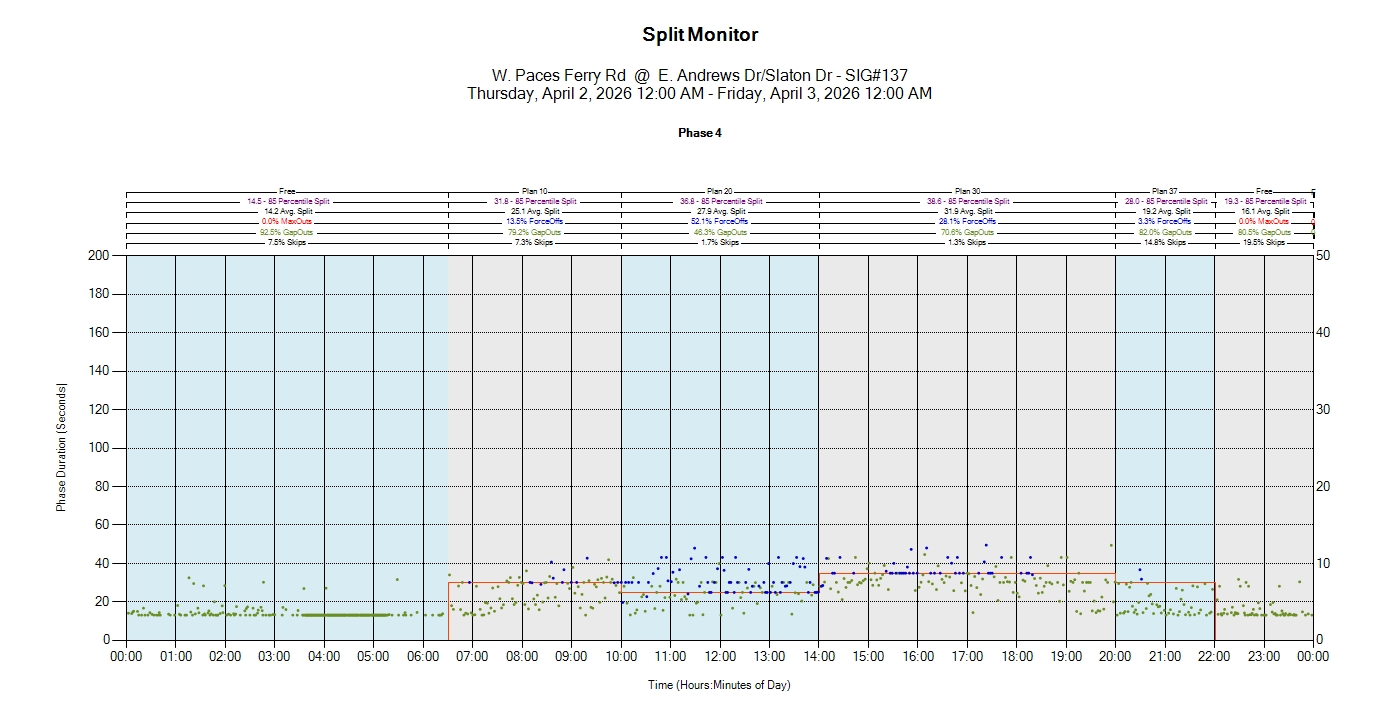 Split Monitor
W. Paces Ferry Rd @ E. Andrews Dr/Slaton Dr - SIG#137
Thursday, April 2, 2026 12:00 AM - Friday, April 3, 2026 12:00 AM
Phase 4
Free Plan 10 Plan 20 Plan 30 Plan 37 Free
14.5 - 85 Percentile Split 31.8 - 85 Percentile Split 36.8 - 85 Percentile Split 38.6 - 85 Percentile Split 28.0 - 85 Percentile Split 19.3 - 85 Percentile Split
14.2 Avg. Split 25.1 Avg. Split 27.9 Avg. Split 31.9 Avg. Split 19.2 Avg. Split 16.1 Avg. Split
0.0% MaxOuts 13.5% ForceOffs 52.1% ForceOffs 28.1% ForceOffs 3.3% ForceOffs 0.0% MaxOuts
92.5% GapOuts 79.2% GapOuts 46.3% GapOuts 70.6% GapOuts 82.0% GapOuts 80.5% GapOuts
7.5% Skips 7.3% Skips 1.7% Skips 1.3% Skips 14.8% Skips 19.5% Skips
200 50
180
160 40
140
120 30
100
80 20
60
40 10
20
0 0
Phase Duration (Seconds)
00:00 01:00 02:00 03:00 04:00 05:00 06:00 07:00 08:00 09:00 10:00 11:00 12:00 13:00 14:00 15:00 16:00 17:00 18:00 19:00 20:00 21:00 22:00 23:00 00:00
Time (Hours:Minutes of Day)